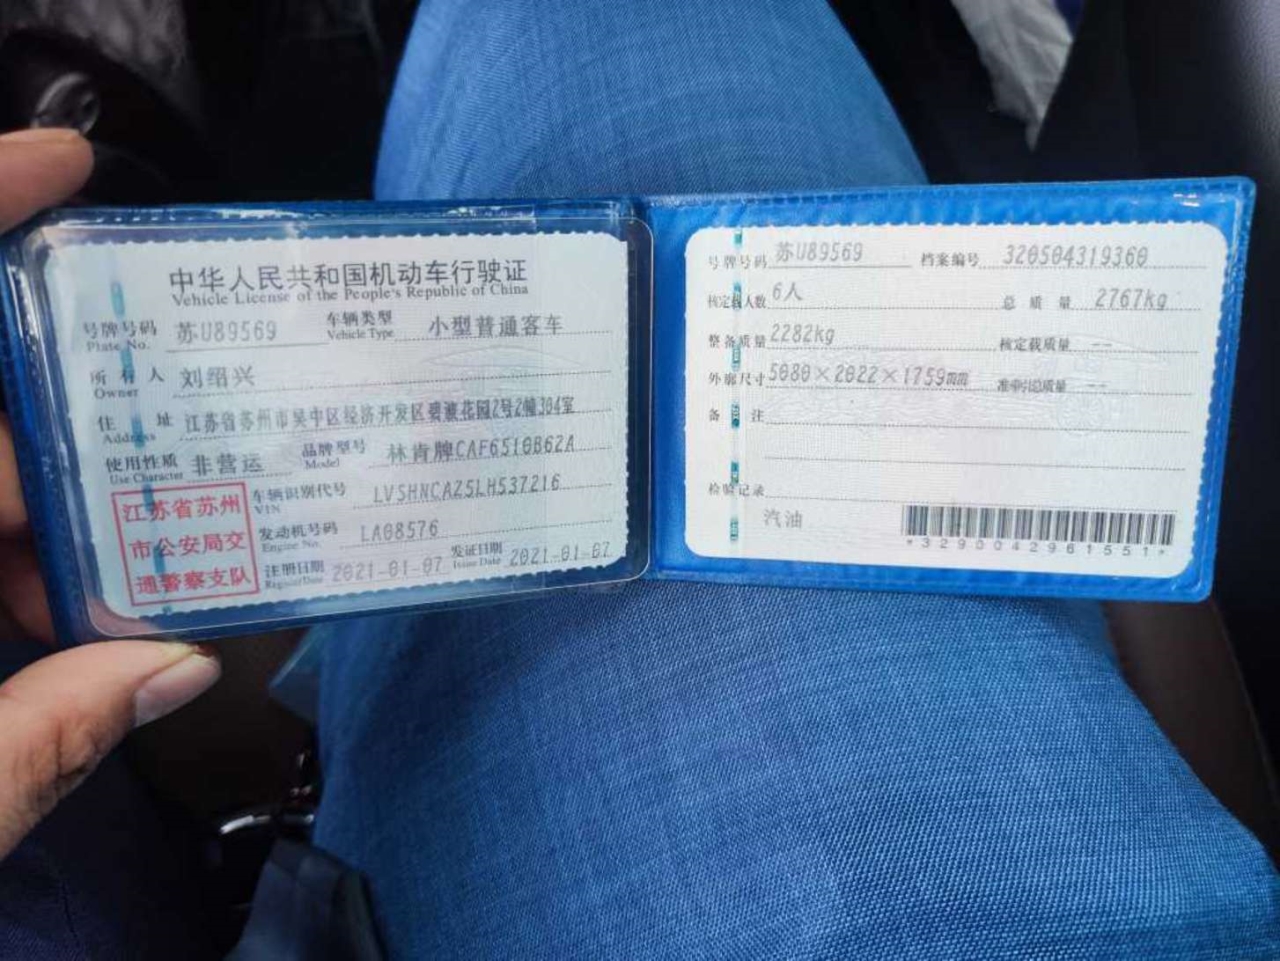 中华人民共和国机动车行驶证
Vehicle License of the People's Republic of China
号牌号码 苏U89569 车辆类型 小型普通客车
Plate No. Vehicle Type
所有人 刘绍兴
Owner
住址 江苏省苏州市吴中区经济开发区碧波花园2号2幢304室
Address
使用性质 非营运 品牌型号 林肯牌CAF6510B62A
Use Character Model
车辆识别代号 LVSHNCAZ5LH537216
VIN
发动机号码 LA08576
Engine No.
注册日期 2021-01-07 发证日期 2021-01-07
Register Date Issue Date
江苏省苏州
市公安局交
通警察支队
号牌号码 苏U89569 档案编号 320504319360
核定载人数 6人 总质量 2767kg
整备质量 2282kg 核定载质量 --
外廓尺寸 5080×2022×1759mm 准牵引总质量 --
备注
检验记录
汽油
*3290042961551*